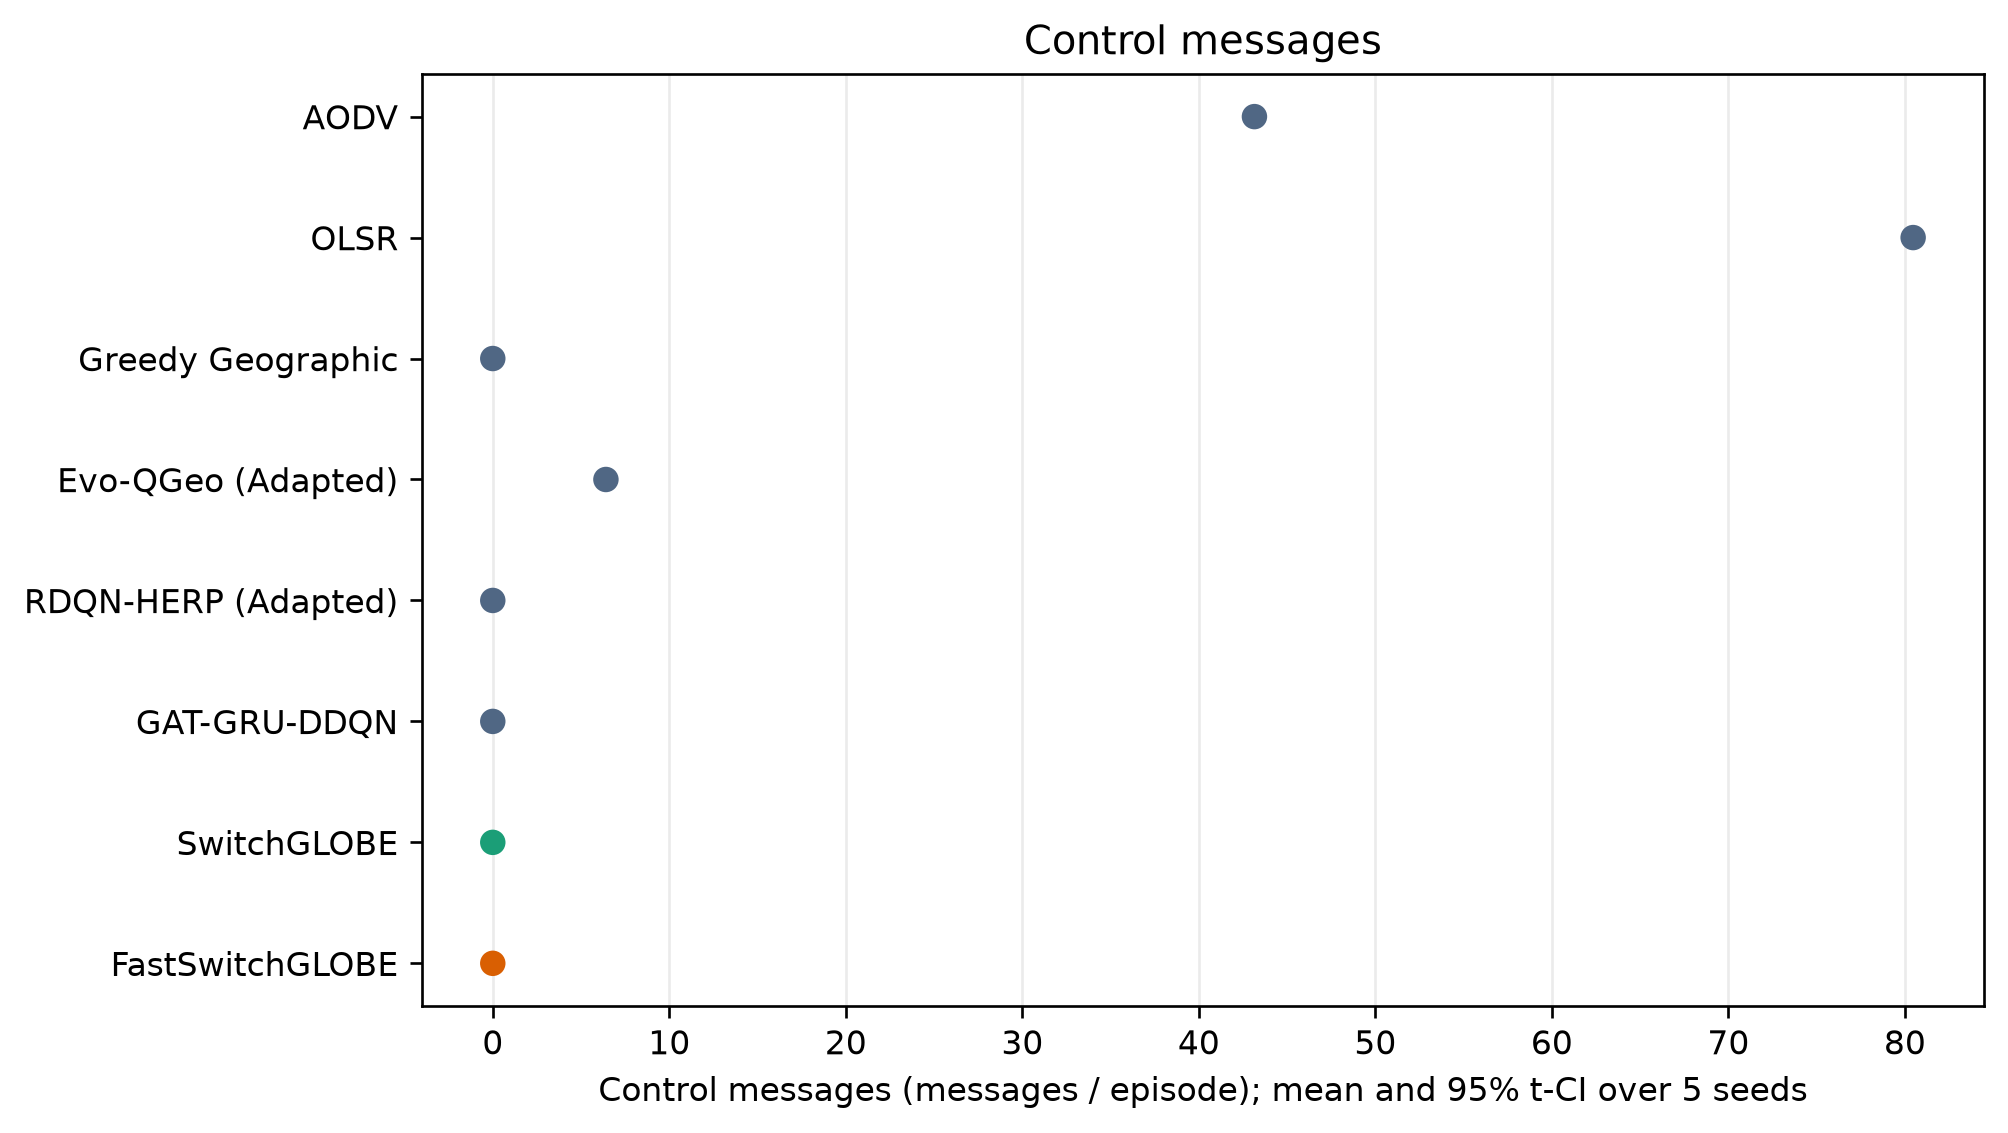 Control messages
AODV
OLSR
Greedy Geographic
Evo-QGeo (Adapted)
RDQN-HERP (Adapted)
GAT-GRU-DDQN
SwitchGLOBE
FastSwitchGLOBE
0 10 20 30 40 50 60 70 80
Control messages (messages / episode); mean and 95% t-CI over 5 seeds